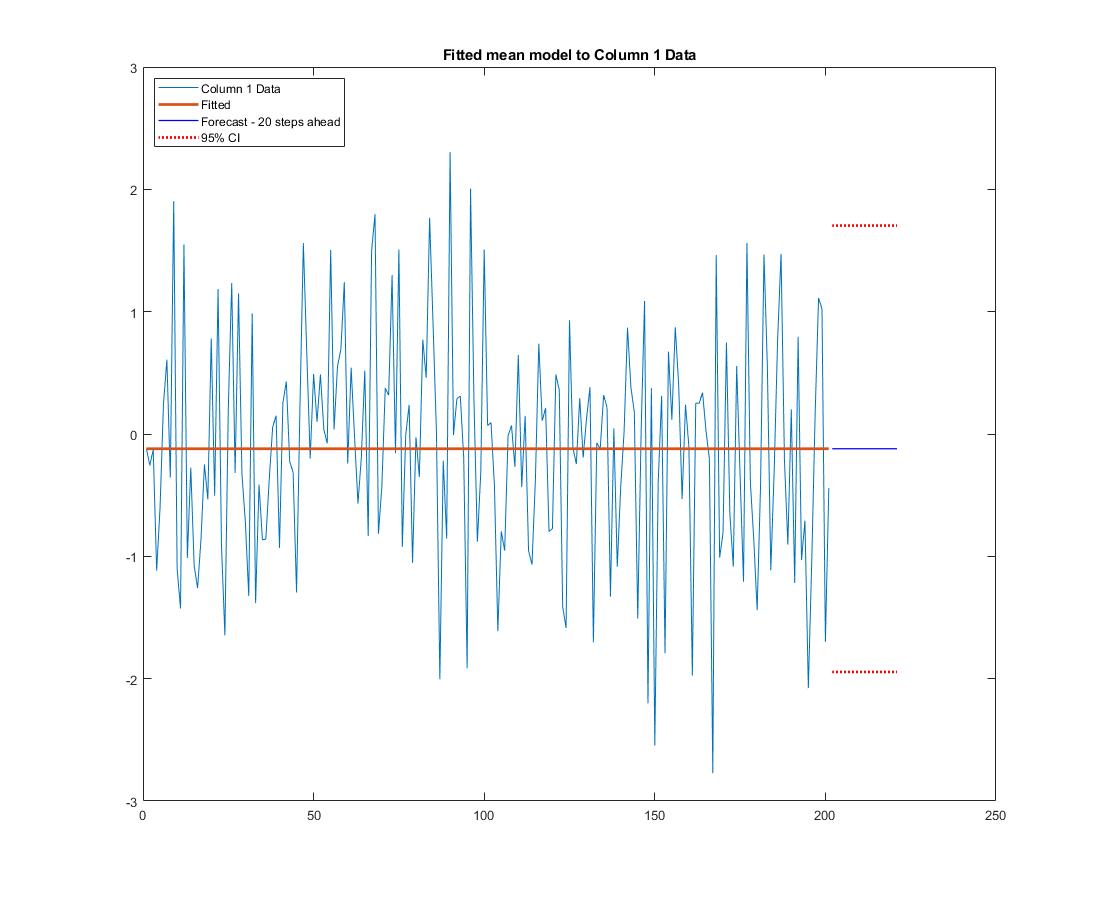 Fitted mean model to Column 1 Data
3
Column 1 Data
Fitted
Forecast - 20 steps ahead
95% CI
2
1
0
-1
-2
-3
0
50
100
150
200
250